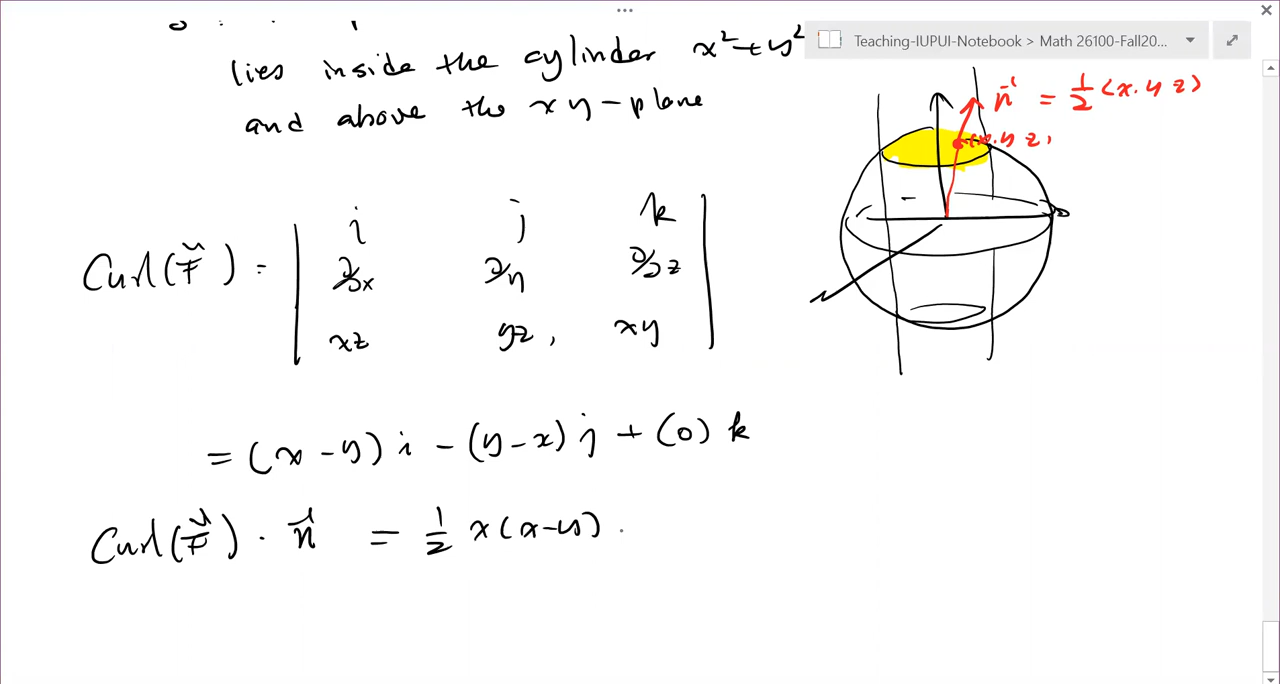 Teaching-IUPUI-Notebook > Math 26100-Fall20...
lies inside the cylinder x²+y²
and above the xy-plane
n⃗ = ½(x.y z)
(x.y z,
i j k
Curl(F⃗) = ∂/∂x ∂/∂y ∂/∂z
xz yz, xy
= (x-y) i - (y-x) j + (0) k
Curl(F⃗) · n⃗ = ½ x(x-y) .